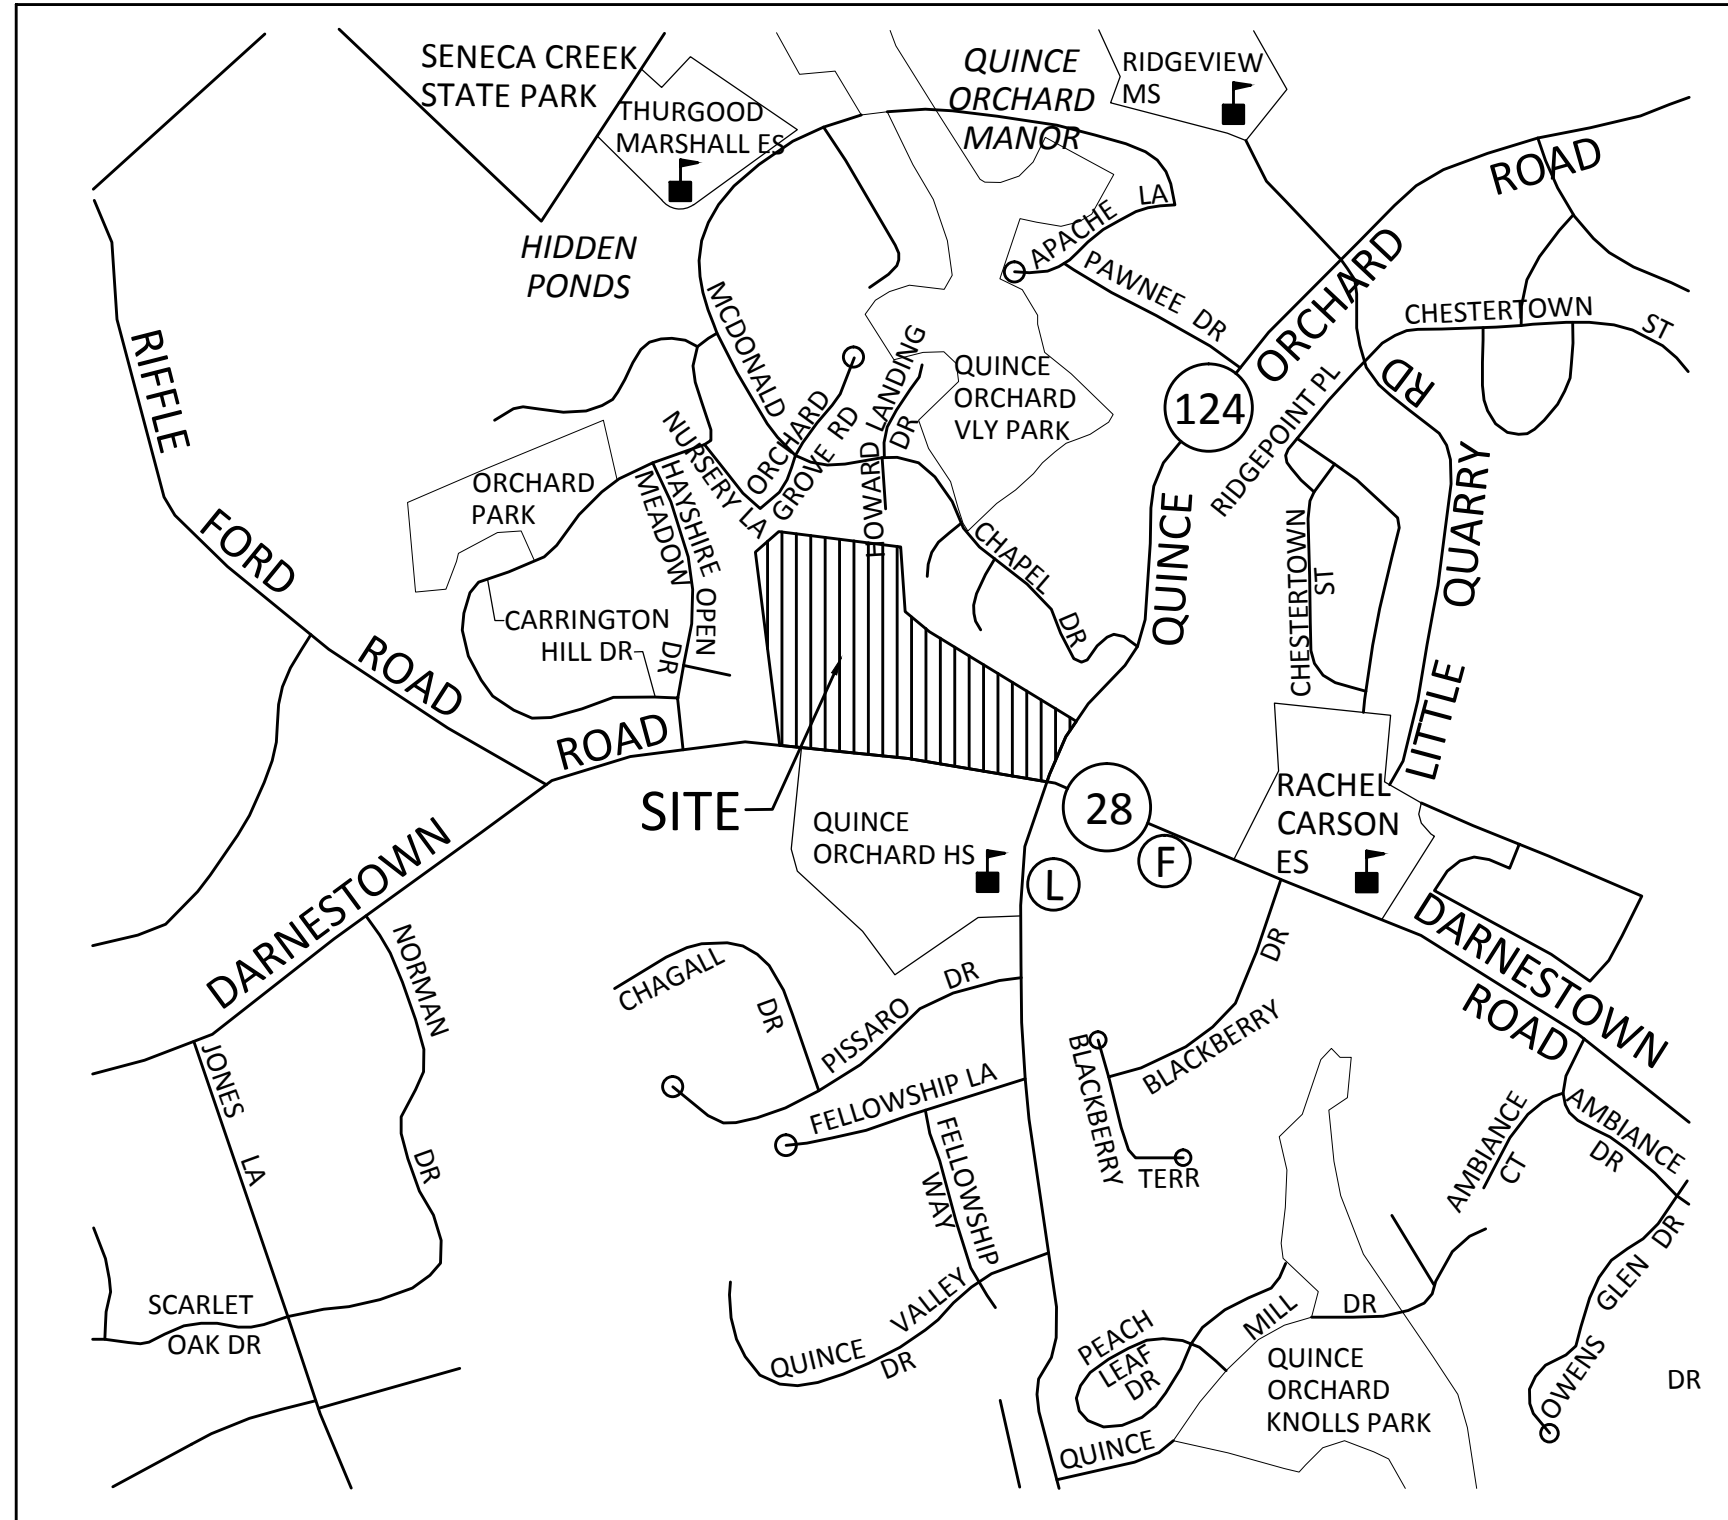 SENECA CREEK
STATE PARK
THURGOOD
MARSHALL ES
QUINCE
ORCHARD
MANOR
RIDGEVIEW
MS
ROAD
HIDDEN
PONDS
APACHE LA
PAWNEE DR
ORCHARD
CHESTERTOWN ST
RIFFLE
MCDONALD
QUINCE
ORCHARD
VLY PARK
124
RIDGEPOINT PL
RD
ORCHARD
GROVE RD
HOWARD LANDING
DR
NURSERY LA
ORCHARD
PARK
HAYSHIRE
MEADOW
OPEN
DR
CHAPEL
DR
QUINCE
CHESTERTOWN
ST
QUARRY
LITTLE
FORD
ROAD
CARRINGTON
HILL DR
ROAD
SITE
QUINCE
ORCHARD HS
28
F
L
RACHEL
CARSON
ES
DARNESTOWN
DARNESTOWN
ROAD
NORMAN
DR
CHAGALL
DR
PISSARO DR
BLACKBERRY DR
FELLOWSHIP LA
BLACKBERRY
TERR
FELLOWSHIP
WAY
JONES LA
AMBIANCE
CT
AMBIANCE
DR
SCARLET
OAK DR
QUINCE VALLEY
DR
PEACH
LEAF
DR
MILL DR
QUINCE
QUINCE
ORCHARD
KNOLLS PARK
OWENS GLEN DR
DR